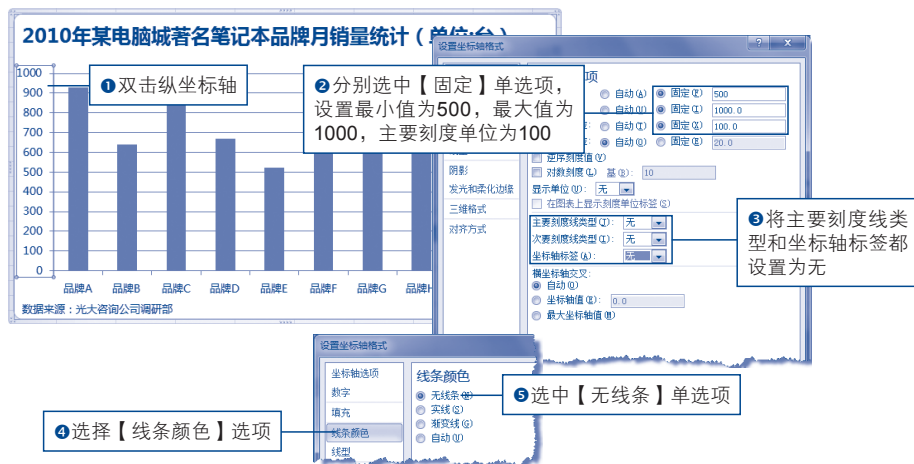 2010年某电脑城著名笔记本品牌月销量统计（单位:台）
1000
900
800
700
600
500
400
300
200
100
0
品牌A 品牌B 品牌C 品牌D 品牌E 品牌F 品牌G 品牌H
数据来源：光大咨询公司调研部
❶双击纵坐标轴
❷分别选中【固定】单选项，
设置最小值为500，最大值为
1000，主要刻度单位为100
设置坐标轴格式
项
自动(A) 固定(F) 500
自动(U) 固定(I) 1000.0
自动(T) 固定(X) 100.0
自动(O) 固定(E) 20.0
逆序刻度值(V)
对数刻度(L) 基(B): 10
显示单位(U): 无
在图表上显示刻度单位标签(S)
主要刻度线类型(J): 无
次要刻度线类型(I): 无
坐标轴标签(A): 无
横坐标轴交叉:
自动(O)
坐标轴值(E): 0.0
最大坐标轴值(M)
阴影
发光和柔化边缘
三维格式
对齐方式
❸将主要刻度线类
型和坐标轴标签都
设置为无
设置坐标轴格式
坐标轴选项
数字
填充
线条颜色
线型
线条颜色
无线条(N)
实线(S)
渐变线(G)
自动(U)
❹选择【线条颜色】选项
❺选中【无线条】单选项